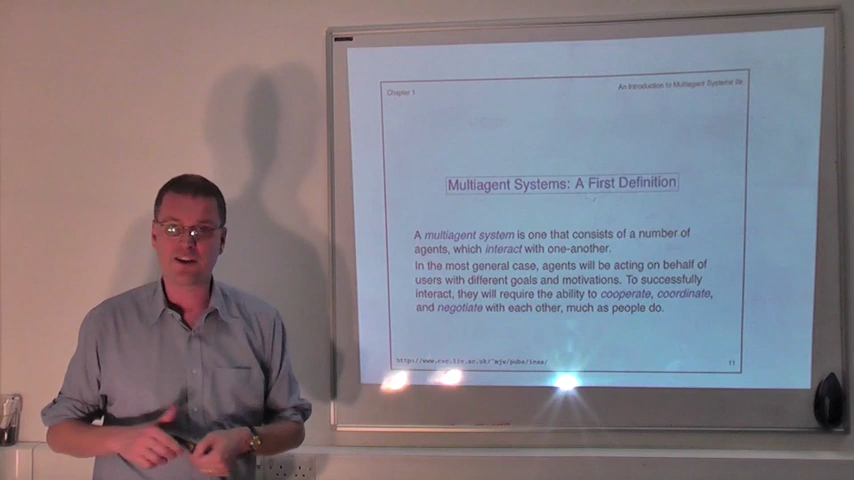 Chapter 1
An Introduction to Multiagent Systems 2e
Multiagent Systems: A First Definition
A multiagent system is one that consists of a number of
agents, which interact with one-another.
In the most general case, agents will be acting on behalf of
users with different goals and motivations. To successfully
interact, they will require the ability to cooperate, coordinate,
and negotiate with each other, much as people do.
http://www.csc.liv.ac.uk/~mjw/pubs/imas/
11